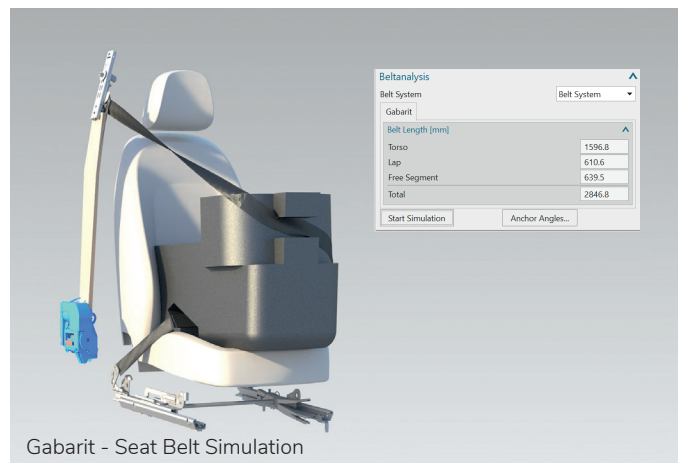 Beltanalysis
Belt System Belt System
Gabarit
Belt Length [mm]
Torso 1596.8
Lap 610.6
Free Segment 639.5
Total 2846.8
Start Simulation Anchor Angles...
Gabarit - Seat Belt Simulation